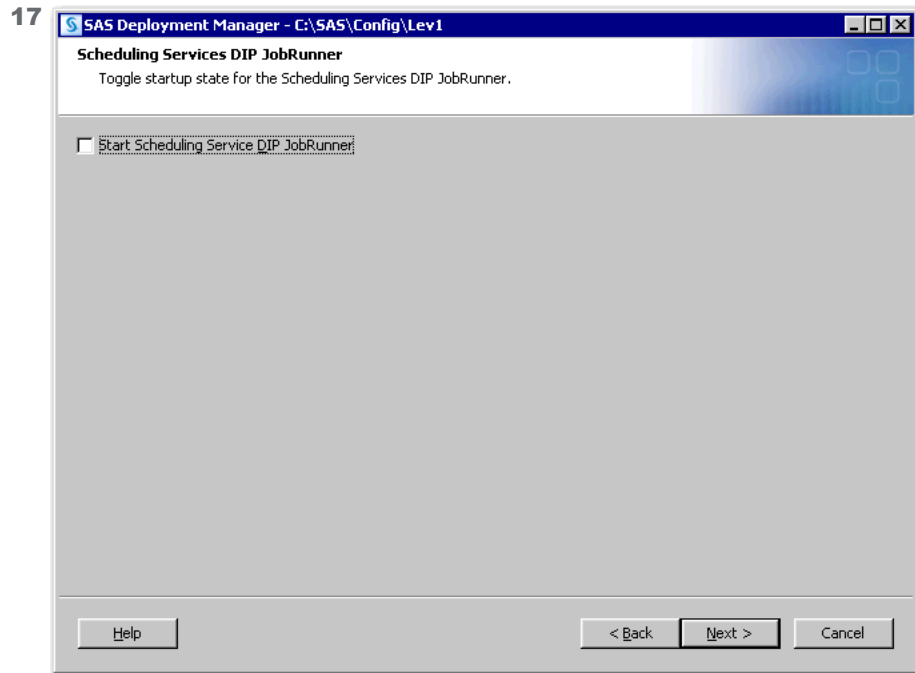 17
SAS Deployment Manager - C:\SAS\Config\Lev1
Scheduling Services DIP JobRunner
Toggle startup state for the Scheduling Services DIP JobRunner.
Start Scheduling Service DIP JobRunner
Help
< Back
Next >
Cancel